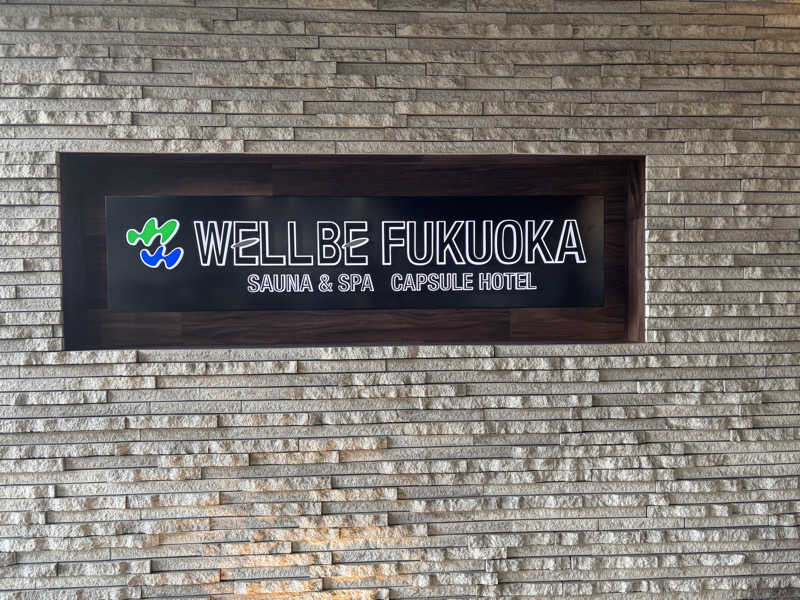 WELLBE FUKUOKA
SAUNA & SPA CAPSULE HOTEL